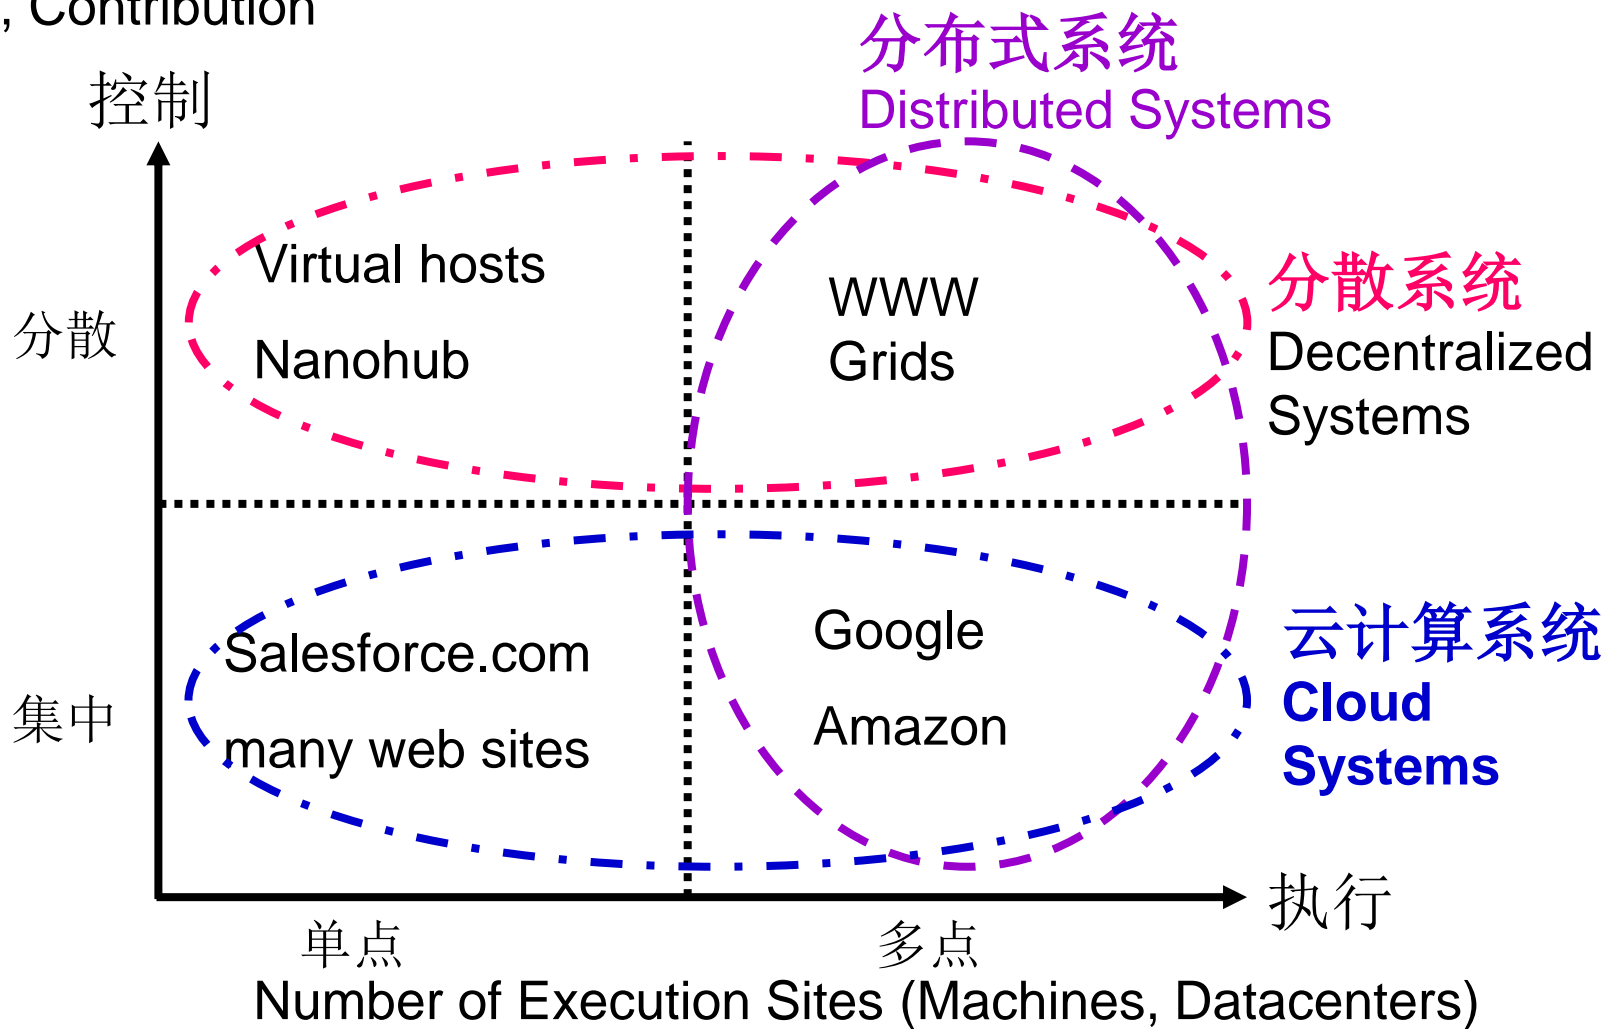 , Contribution
控制
分布式系统
Distributed Systems
Virtual hosts
Nanohub
WWW
Grids
分散系统
Decentralized
Systems
分散
Salesforce.com
many web sites
Google
Amazon
云计算系统
Cloud
Systems
集中
执行
单点
多点
Number of Execution Sites (Machines, Datacenters)